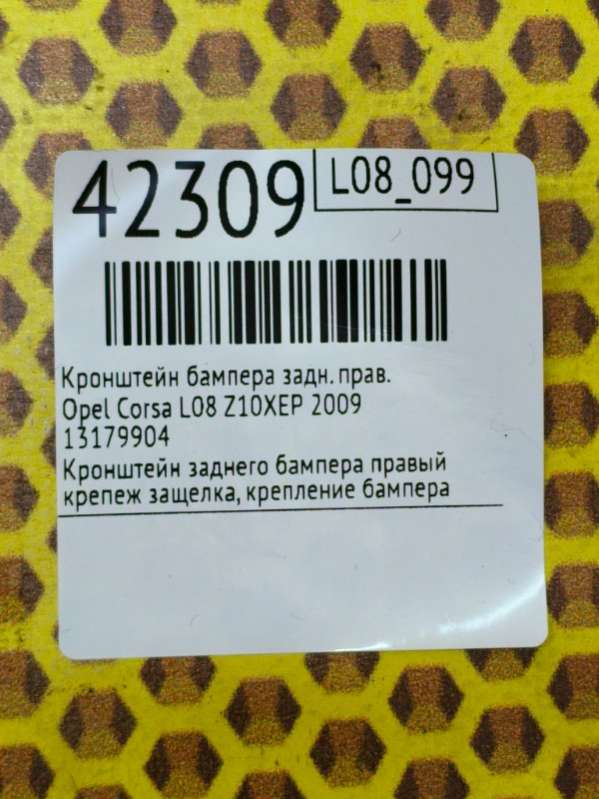 42309
L08_099
Кронштейн бампера задн. прав.
Opel Corsa L08 Z10XEP 2009
13179904
Кронштейн заднего бампера правый
крепеж защелка, крепление бампера